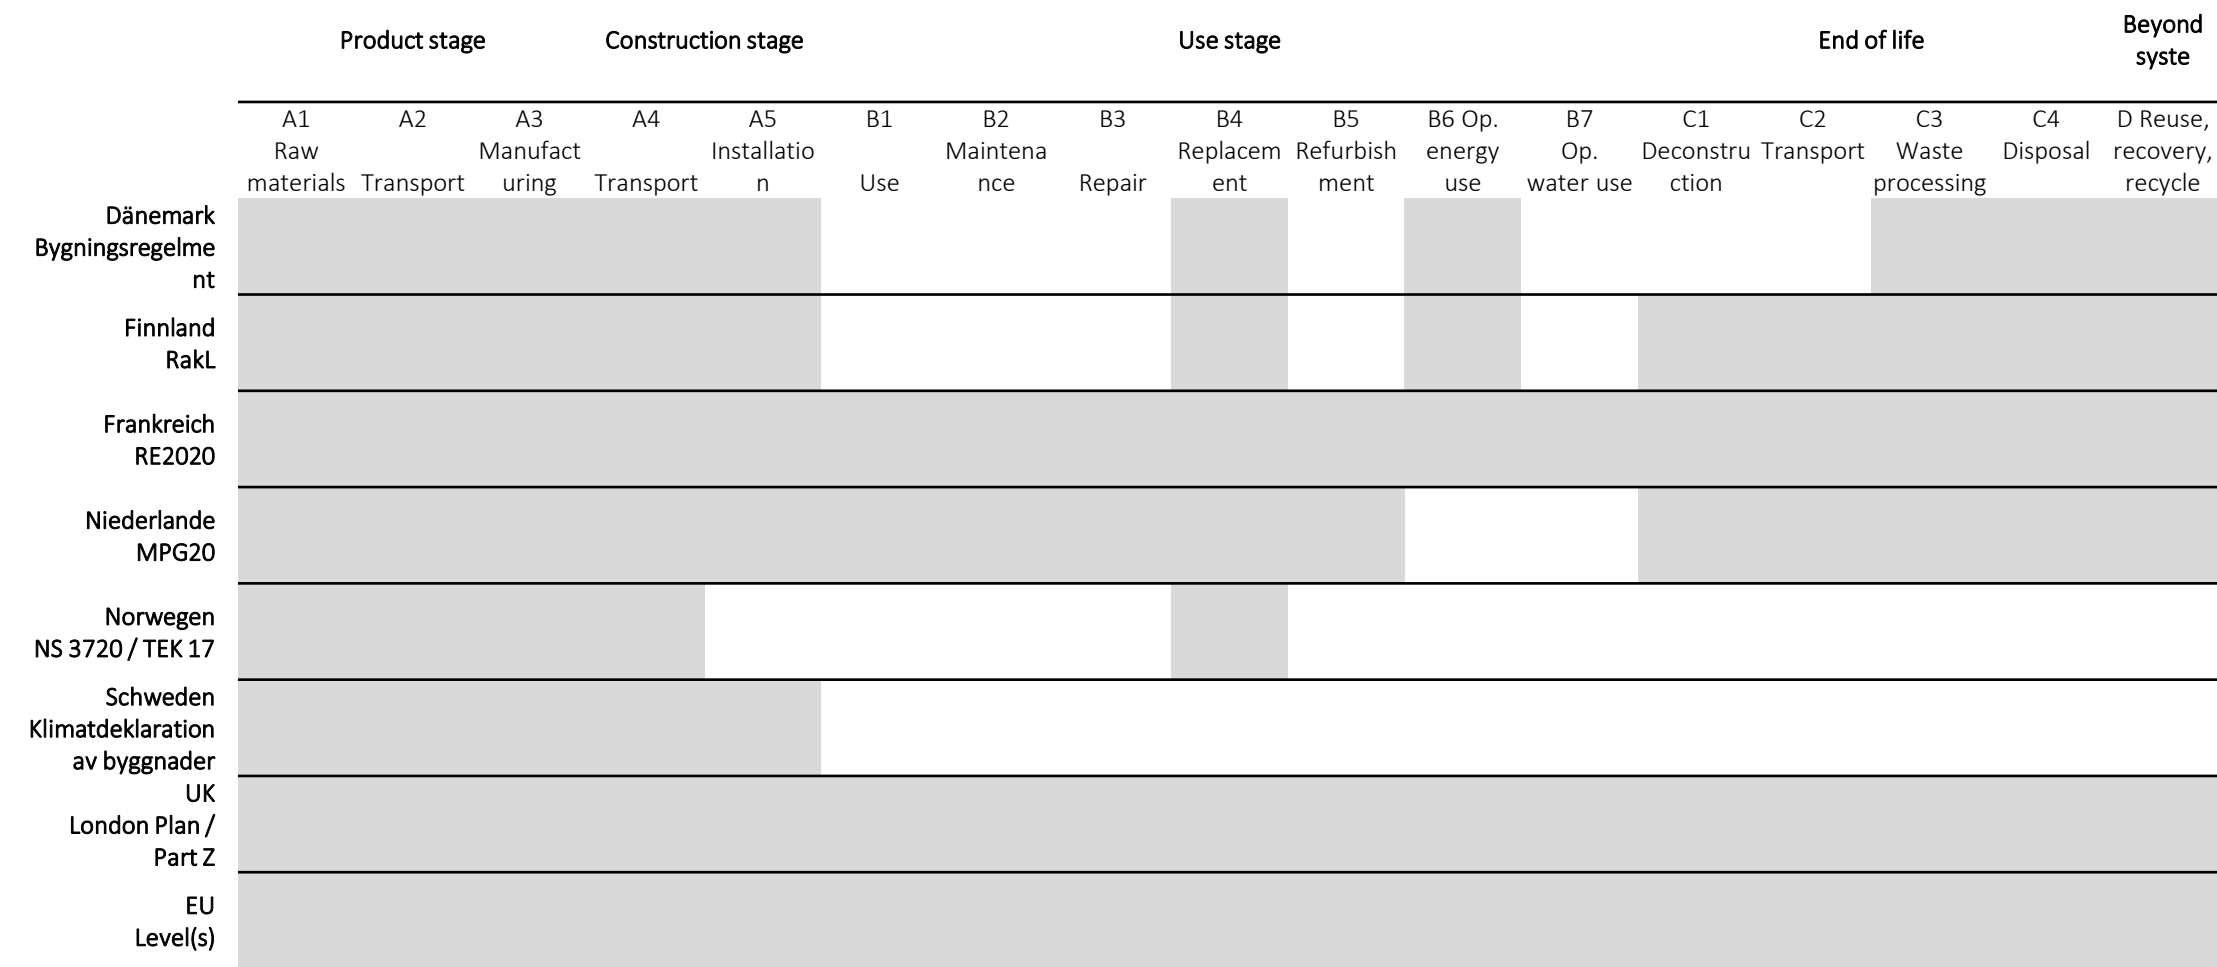 Product stage
Construction stage
Use stage
End of life
Beyond
syste
A1
Raw
materials
A2
Transport
A3
Manufact
uring
A4
Transport
A5
Installatio
n
B1
Use
B2
Maintena
nce
B3
Repair
B4
Replacem
ent
B5
Refurbish
ment
B6 Op.
energy
use
B7
Op.
water use
C1
Deconstru
ction
C2
Transport
C3
Waste
processing
C4
Disposal
D Reuse,
recovery,
recycle
Dänemark
Bygningsregelme
nt
Finnland
RakL
Frankreich
RE2020
Niederlande
MPG20
Norwegen
NS 3720 / TEK 17
Schweden
Klimatdeklaration
av byggnader
UK
London Plan /
Part Z
EU
Level(s)